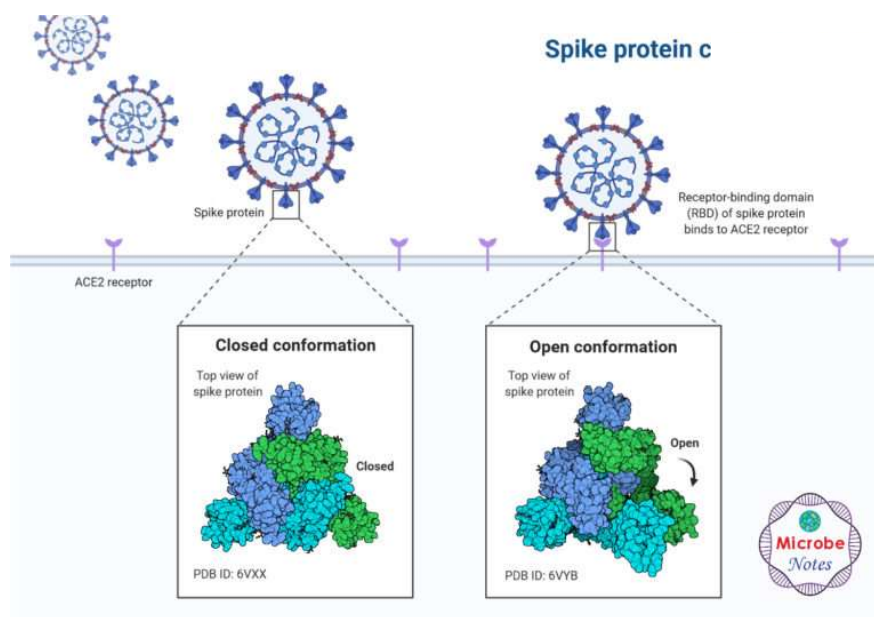 Spike protein c
Spike protein
Receptor-binding domain
(RBD) of spike protein
binds to ACE2 receptor
ACE2 receptor
Closed conformation
Top view of
spike protein
Closed
PDB ID: 6VXX
Open conformation
Top view of
spike protein
Open
PDB ID: 6VYB
Microbe
Notes